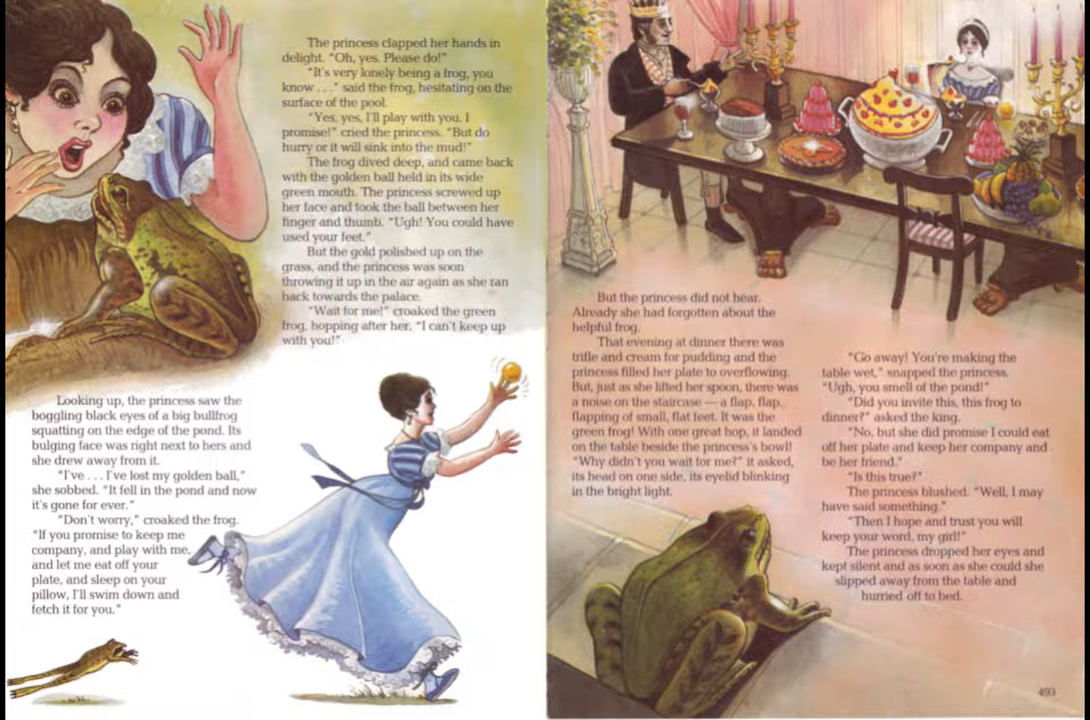 Looking up, the princess saw the
boggling black eyes of a big bullfrog
squatting on the edge of the pond. Its
bulging face was right next to hers and
she drew away from it.
"I've . . . I've lost my golden ball,"
she sobbed. "It fell in the pond and now
it's gone for ever."
"Don't worry," croaked the frog.
"If you promise to keep me
company, and play with me,
and let me eat off your
plate, and sleep on your
pillow, I'll swim down and
fetch it for you."
The princess clapped her hands in
delight. "Oh, yes. Please do!"
"It's very lonely being a frog, you
know . . ." said the frog, hesitating on the
surface of the pool.
"Yes, yes, I'll play with you. I
promise!" cried the princess. "But do
hurry or it will sink into the mud!"
The frog dived deep, and came back
with the golden ball held in its wide
green mouth. The princess screwed up
her face and took the ball between her
finger and thumb. "Ugh! You could have
used your feet."
But the gold polished up on the
grass, and the princess was soon
throwing it up in the air again as she ran
back towards the palace.
"Wait for me!" croaked the green
frog, hopping after her. "I can't keep up
with you!"
But the princess did not hear.
Already she had forgotten about the
helpful frog.
That evening at dinner there was
trifle and cream for pudding and the
princess filled her plate to overflowing.
But, just as she lifted her spoon, there was
a noise on the staircase — a flap, flap,
flapping of small, flat feet. It was the
green frog! With one great hop, it landed
on the table beside the princess's bowl!
"Why didn't you wait for me?" it asked,
its head on one side, its eyelid blinking
in the bright light.
"Go away! You're making the
table wet," snapped the princess.
"Ugh, you smell of the pond!"
"Did you invite this, this frog to
dinner?" asked the king.
"No, but she did promise I could eat
off her plate and keep her company and
be her friend."
"Is this true?"
The princess blushed. "Well, I may
have said something."
"Then I hope and trust you will
keep your word, my girl!"
The princess dropped her eyes and
kept silent and as soon as she could she
slipped away from the table and
hurried off to bed.
493